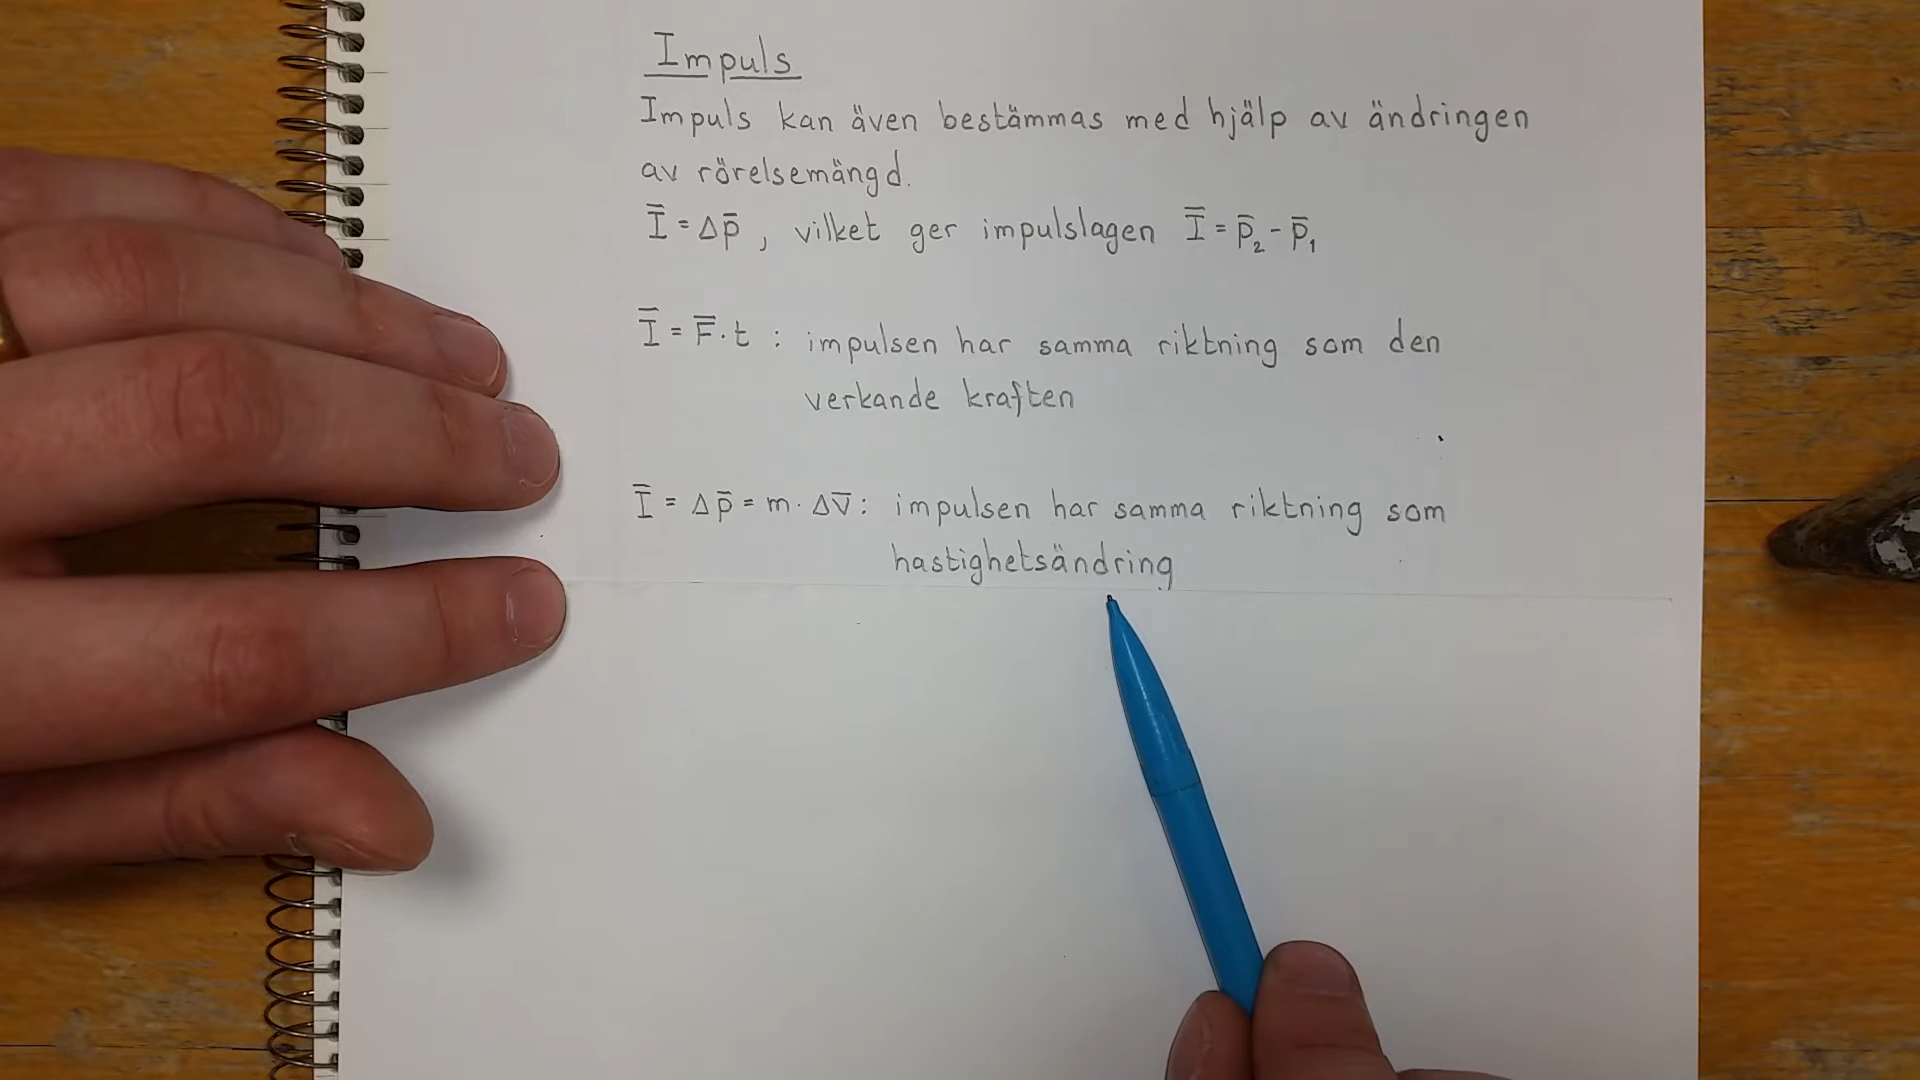 Impuls
Impuls kan även bestämmas med hjälp av ändringen
av rörelsemängd.
I̅ = Δp̅ , vilket ger impulslagen I̅ = p̅₂ - p̅₁
I̅ = F̅ · t : impulsen har samma riktning som den
verkande kraften
I̅ = Δp̅ = m · Δv̅ : impulsen har samma riktning som
hastighetsändring